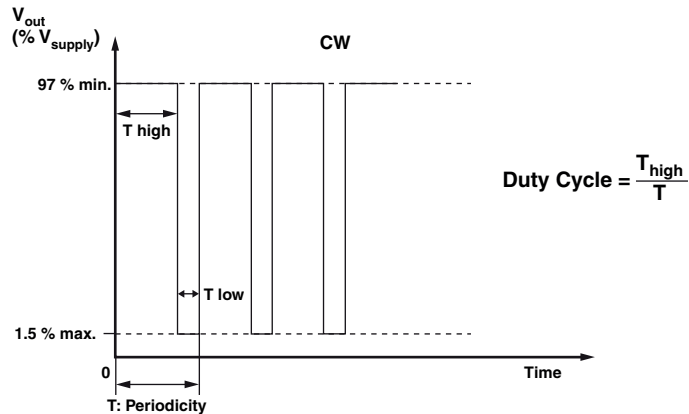 V_out
(% V_supply)
CW
97 % min.
T high
Duty Cycle = T_high / T
T low
1.5 % max.
0
Time
T: Periodicity